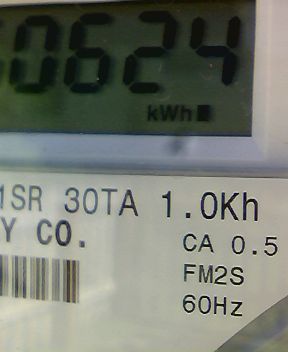 0624
kWh
1SR 30TA 1.0Kh
Y CO.
CA 0.5
FM2S
60Hz